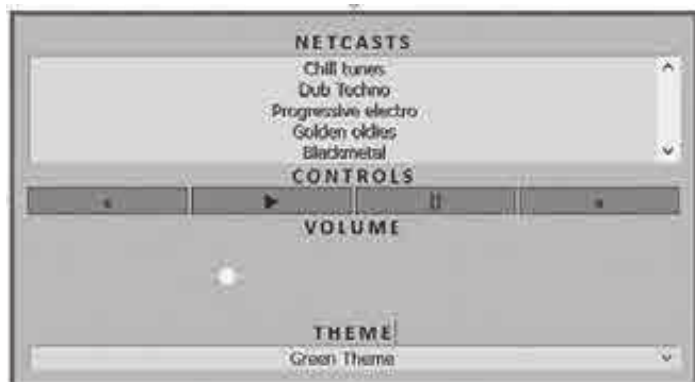 NETCASTS
Chill tunes
Dub Techno
Progressive electro
Golden oldies
Blackmetal
CONTROLS
VOLUME
THEME
Green Theme